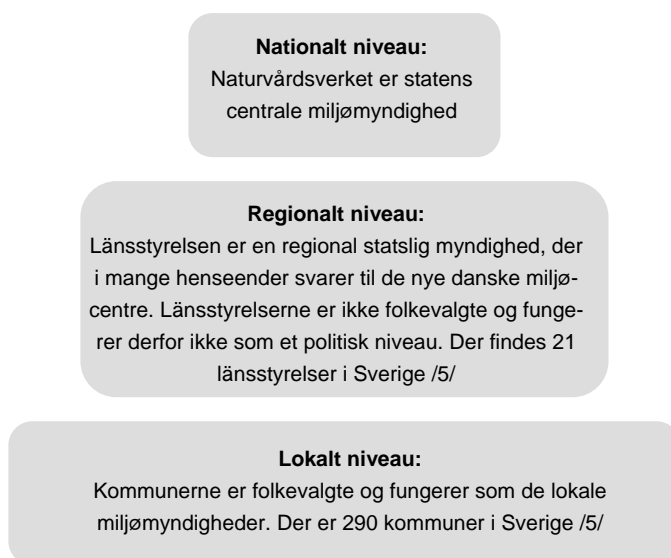 Nationalt niveau:
Naturvårdsverket er statens
centrale miljømyndighed
Regionalt niveau:
Länsstyrelsen er en regional statslig myndighed, der
i mange henseender svarer til de nye danske miljø-
centre. Länsstyrelserne er ikke folkevalgte og funge-
rer derfor ikke som et politisk niveau. Der findes 21
länsstyrelser i Sverige /5/
Lokalt niveau:
Kommunerne er folkevalgte og fungerer som de lokale
miljømyndigheder. Der er 290 kommuner i Sverige /5/